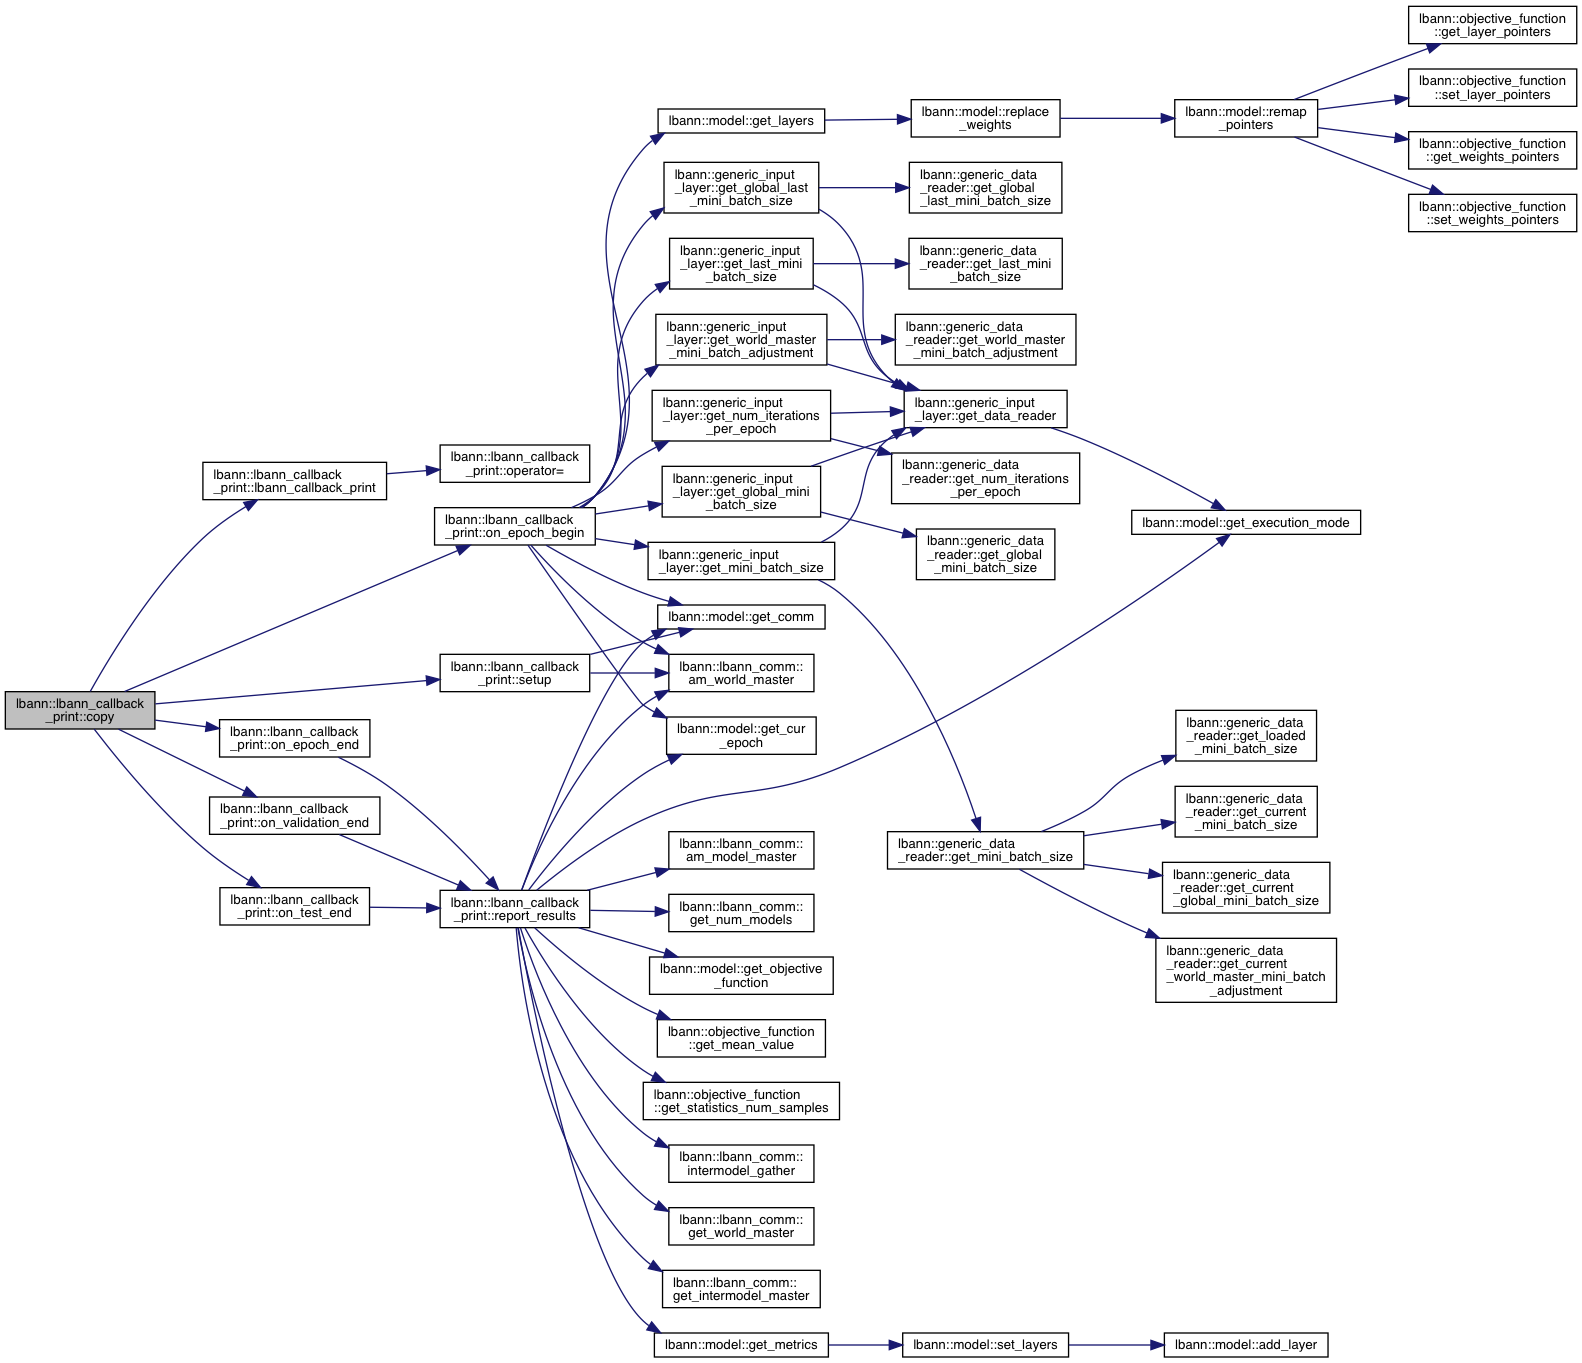 lbann::lbann_callback
_print::copy
lbann::lbann_callback
_print::lbann_callback_print
lbann::lbann_callback
_print::operator=
lbann::lbann_callback
_print::on_epoch_begin
lbann::lbann_callback
_print::setup
lbann::lbann_callback
_print::on_epoch_end
lbann::lbann_callback
_print::on_validation_end
lbann::lbann_callback
_print::on_test_end
lbann::lbann_callback
_print::report_results
lbann::model::get_layers
lbann::generic_input
_layer::get_global_last
_mini_batch_size
lbann::generic_input
_layer::get_last_mini
_batch_size
lbann::generic_input
_layer::get_world_master
_mini_batch_adjustment
lbann::generic_input
_layer::get_num_iterations
_per_epoch
lbann::generic_input
_layer::get_global_mini
_batch_size
lbann::generic_input
_layer::get_mini_batch_size
lbann::model::get_comm
lbann::lbann_comm::
am_world_master
lbann::model::get_cur
_epoch
lbann::lbann_comm::
am_model_master
lbann::lbann_comm::
get_num_models
lbann::model::get_objective
_function
lbann::objective_function
::get_mean_value
lbann::objective_function
::get_statistics_num_samples
lbann::lbann_comm::
intermodel_gather
lbann::lbann_comm::
get_world_master
lbann::lbann_comm::
get_intermodel_master
lbann::model::get_metrics
lbann::model::replace
_weights
lbann::generic_data
_reader::get_global
_last_mini_batch_size
lbann::generic_data
_reader::get_last_mini
_batch_size
lbann::generic_data
_reader::get_world_master
_mini_batch_adjustment
lbann::generic_input
_layer::get_data_reader
lbann::generic_data
_reader::get_num_iterations
_per_epoch
lbann::generic_data
_reader::get_global
_mini_batch_size
lbann::generic_data
_reader::get_mini_batch_size
lbann::model::set_layers
lbann::model::remap
_pointers
lbann::model::get_execution_mode
lbann::generic_data
_reader::get_loaded
_mini_batch_size
lbann::generic_data
_reader::get_current
_mini_batch_size
lbann::generic_data
_reader::get_current
_global_mini_batch_size
lbann::generic_data
_reader::get_current
_world_master_mini_batch
_adjustment
lbann::model::add_layer
lbann::objective_function
::get_layer_pointers
lbann::objective_function
::set_layer_pointers
lbann::objective_function
::get_weights_pointers
lbann::objective_function
::set_weights_pointers